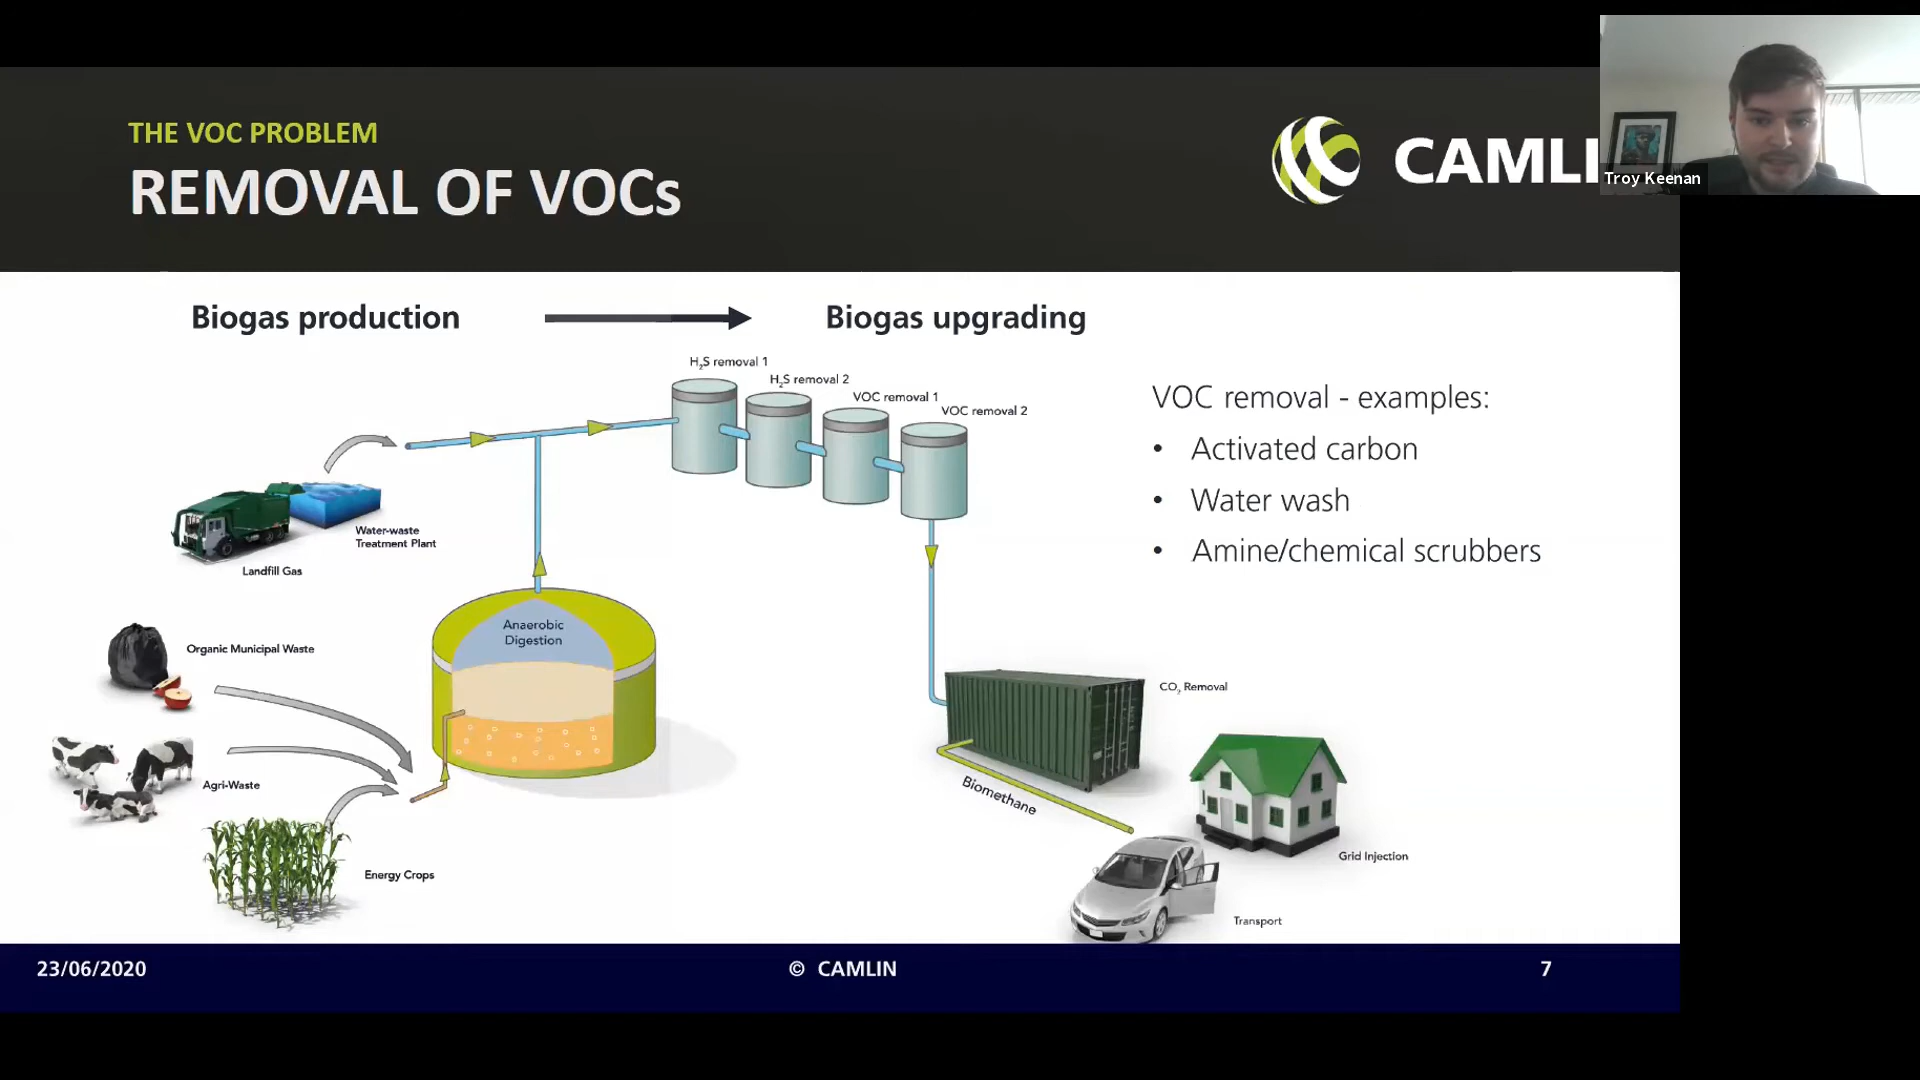 THE VOC PROBLEM
REMOVAL OF VOCs
CAMLI
Troy Keenan
Biogas production
Biogas upgrading
H₂S removal 1
H₂S removal 2
VOC removal 1
VOC removal 2
VOC removal - examples:
• Activated carbon
• Water wash
• Amine/chemical scrubbers
Water-waste
Treatment Plant
Landfill Gas
Anaerobic
Digestion
Organic Municipal Waste
Agri-Waste
Energy Crops
CO₂ Removal
Biomethane
Grid Injection
Transport
23/06/2020
© CAMLIN
7